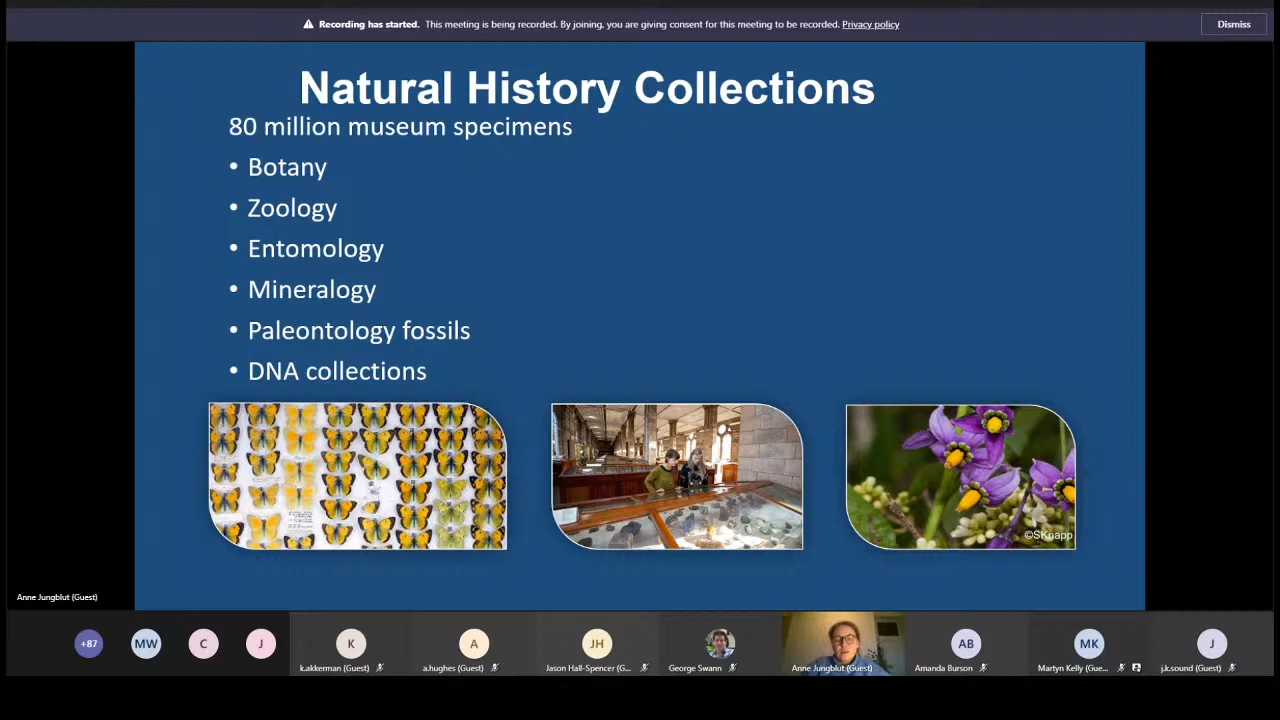 Recording has started. This meeting is being recorded. By joining, you are giving consent for this meeting to be recorded. Privacy policy
Dismiss
Natural History Collections
80 million museum specimens
• Botany
• Zoology
• Entomology
• Mineralogy
• Paleontology fossils
• DNA collections
©SKnapp
Anne Jungblut (Guest)
+87
MW
C
J
K
k.akkerman (Guest)
A
a.hughes (Guest)
JH
Jason Hall-Spencer (G...
George Swann
Anne Jungblut (Guest)
AB
Amanda Burson
MK
Martyn Kelly (Gue...
J
j.k.sound (Guest)